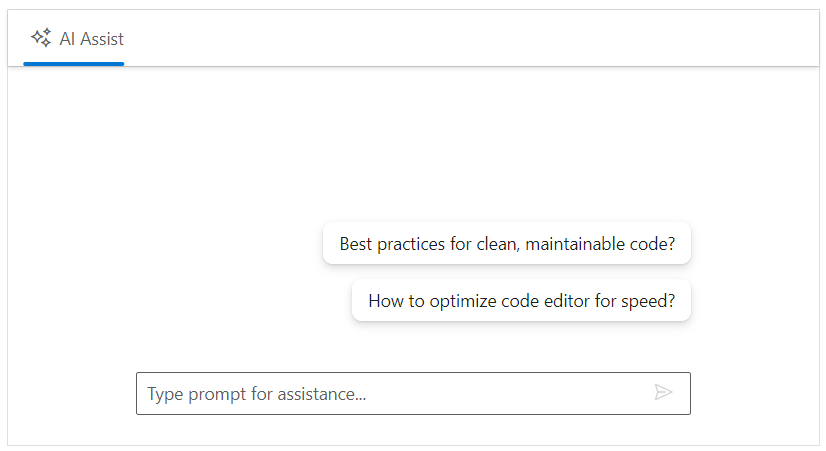 AI Assist
Best practices for clean, maintainable code?
How to optimize code editor for speed?
Type prompt for assistance...